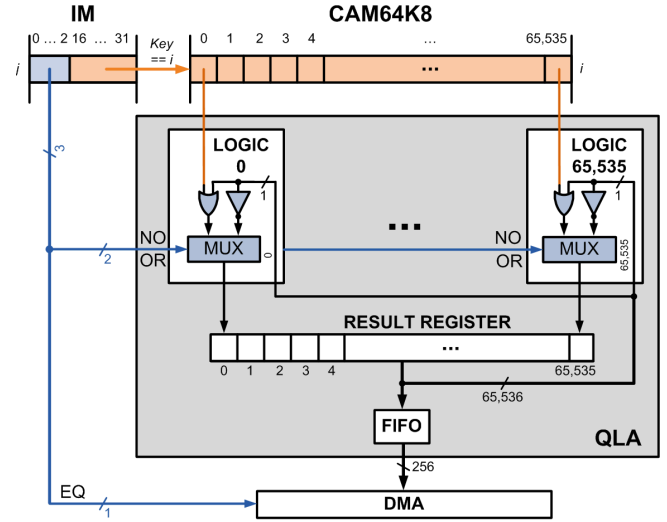 IM
CAM64K8
0 ... 2 16 ... 31
Key
== i
0 1 2 3 4 ... 65,535
i
...
i
LOGIC
0
LOGIC
65,535
3
1
1
...
2
NO
OR
MUX
0
NO
OR
MUX
65,535
RESULT REGISTER
...
0 1 2 3 4 65,535
65,536
FIFO
QLA
256
EQ
1
DMA